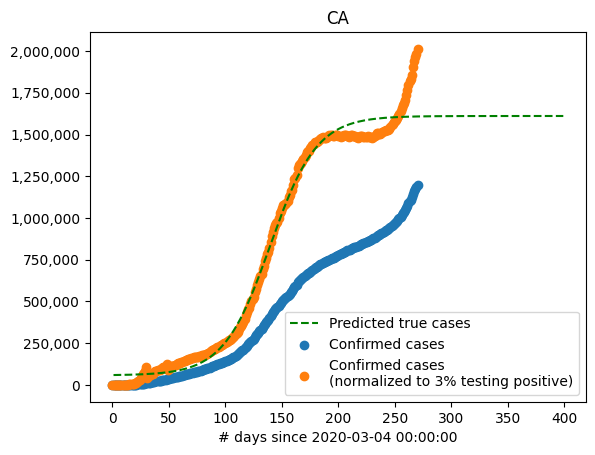 CA
2,000,000
1,750,000
1,500,000
1,250,000
1,000,000
750,000
500,000
250,000
0
Predicted true cases
Confirmed cases
Confirmed cases
(normalized to 3% testing positive)
0 50 100 150 200 250 300 350 400
# days since 2020-03-04 00:00:00